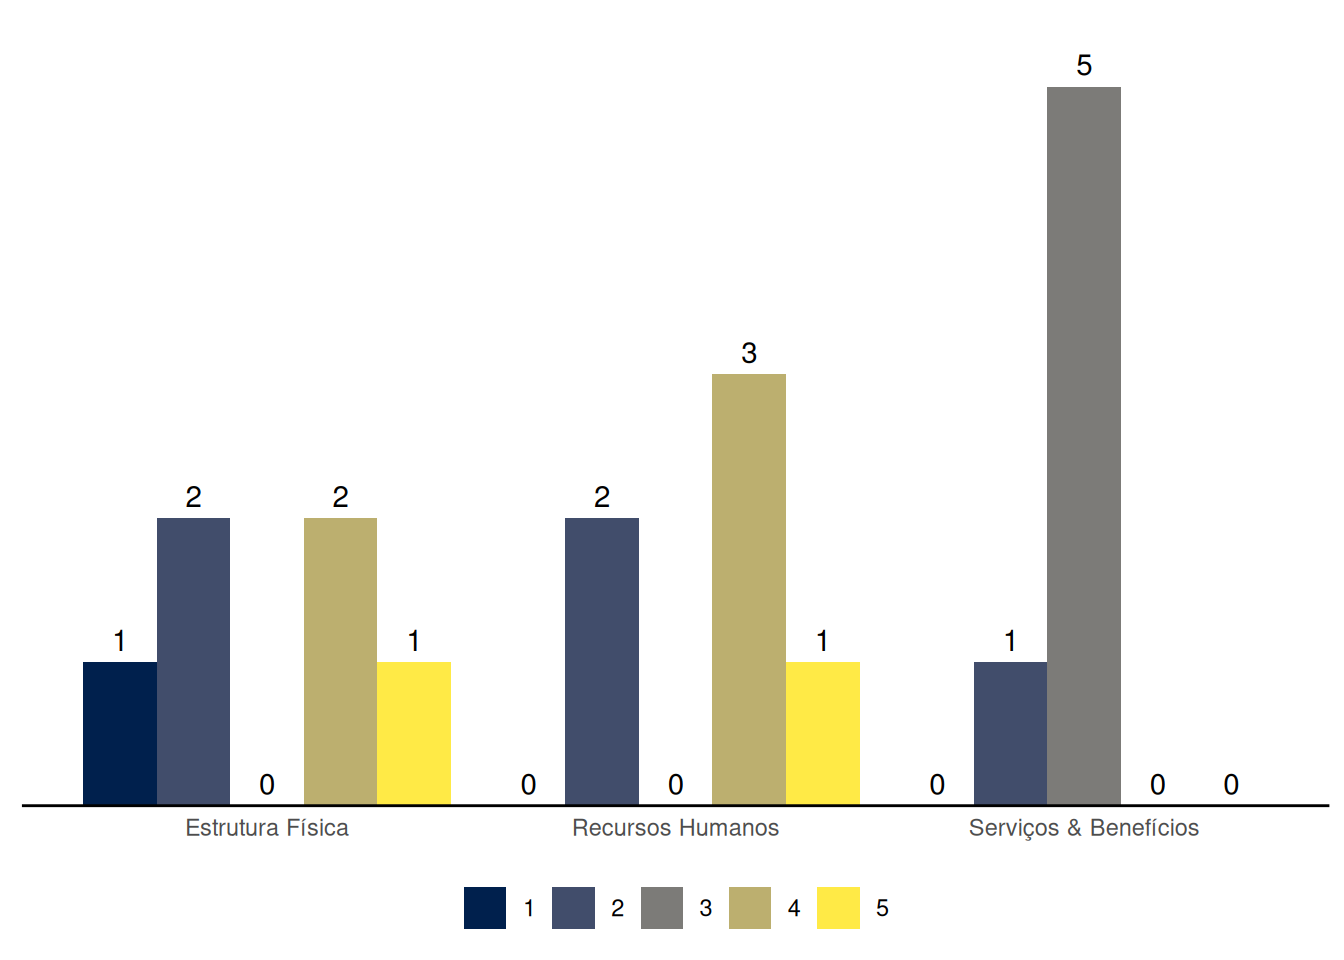 5
3
2 2 2
1 1 1 1
0 0 0 0 0 0
Estrutura Física Recursos Humanos Serviços & Benefícios
1 2 3 4 5